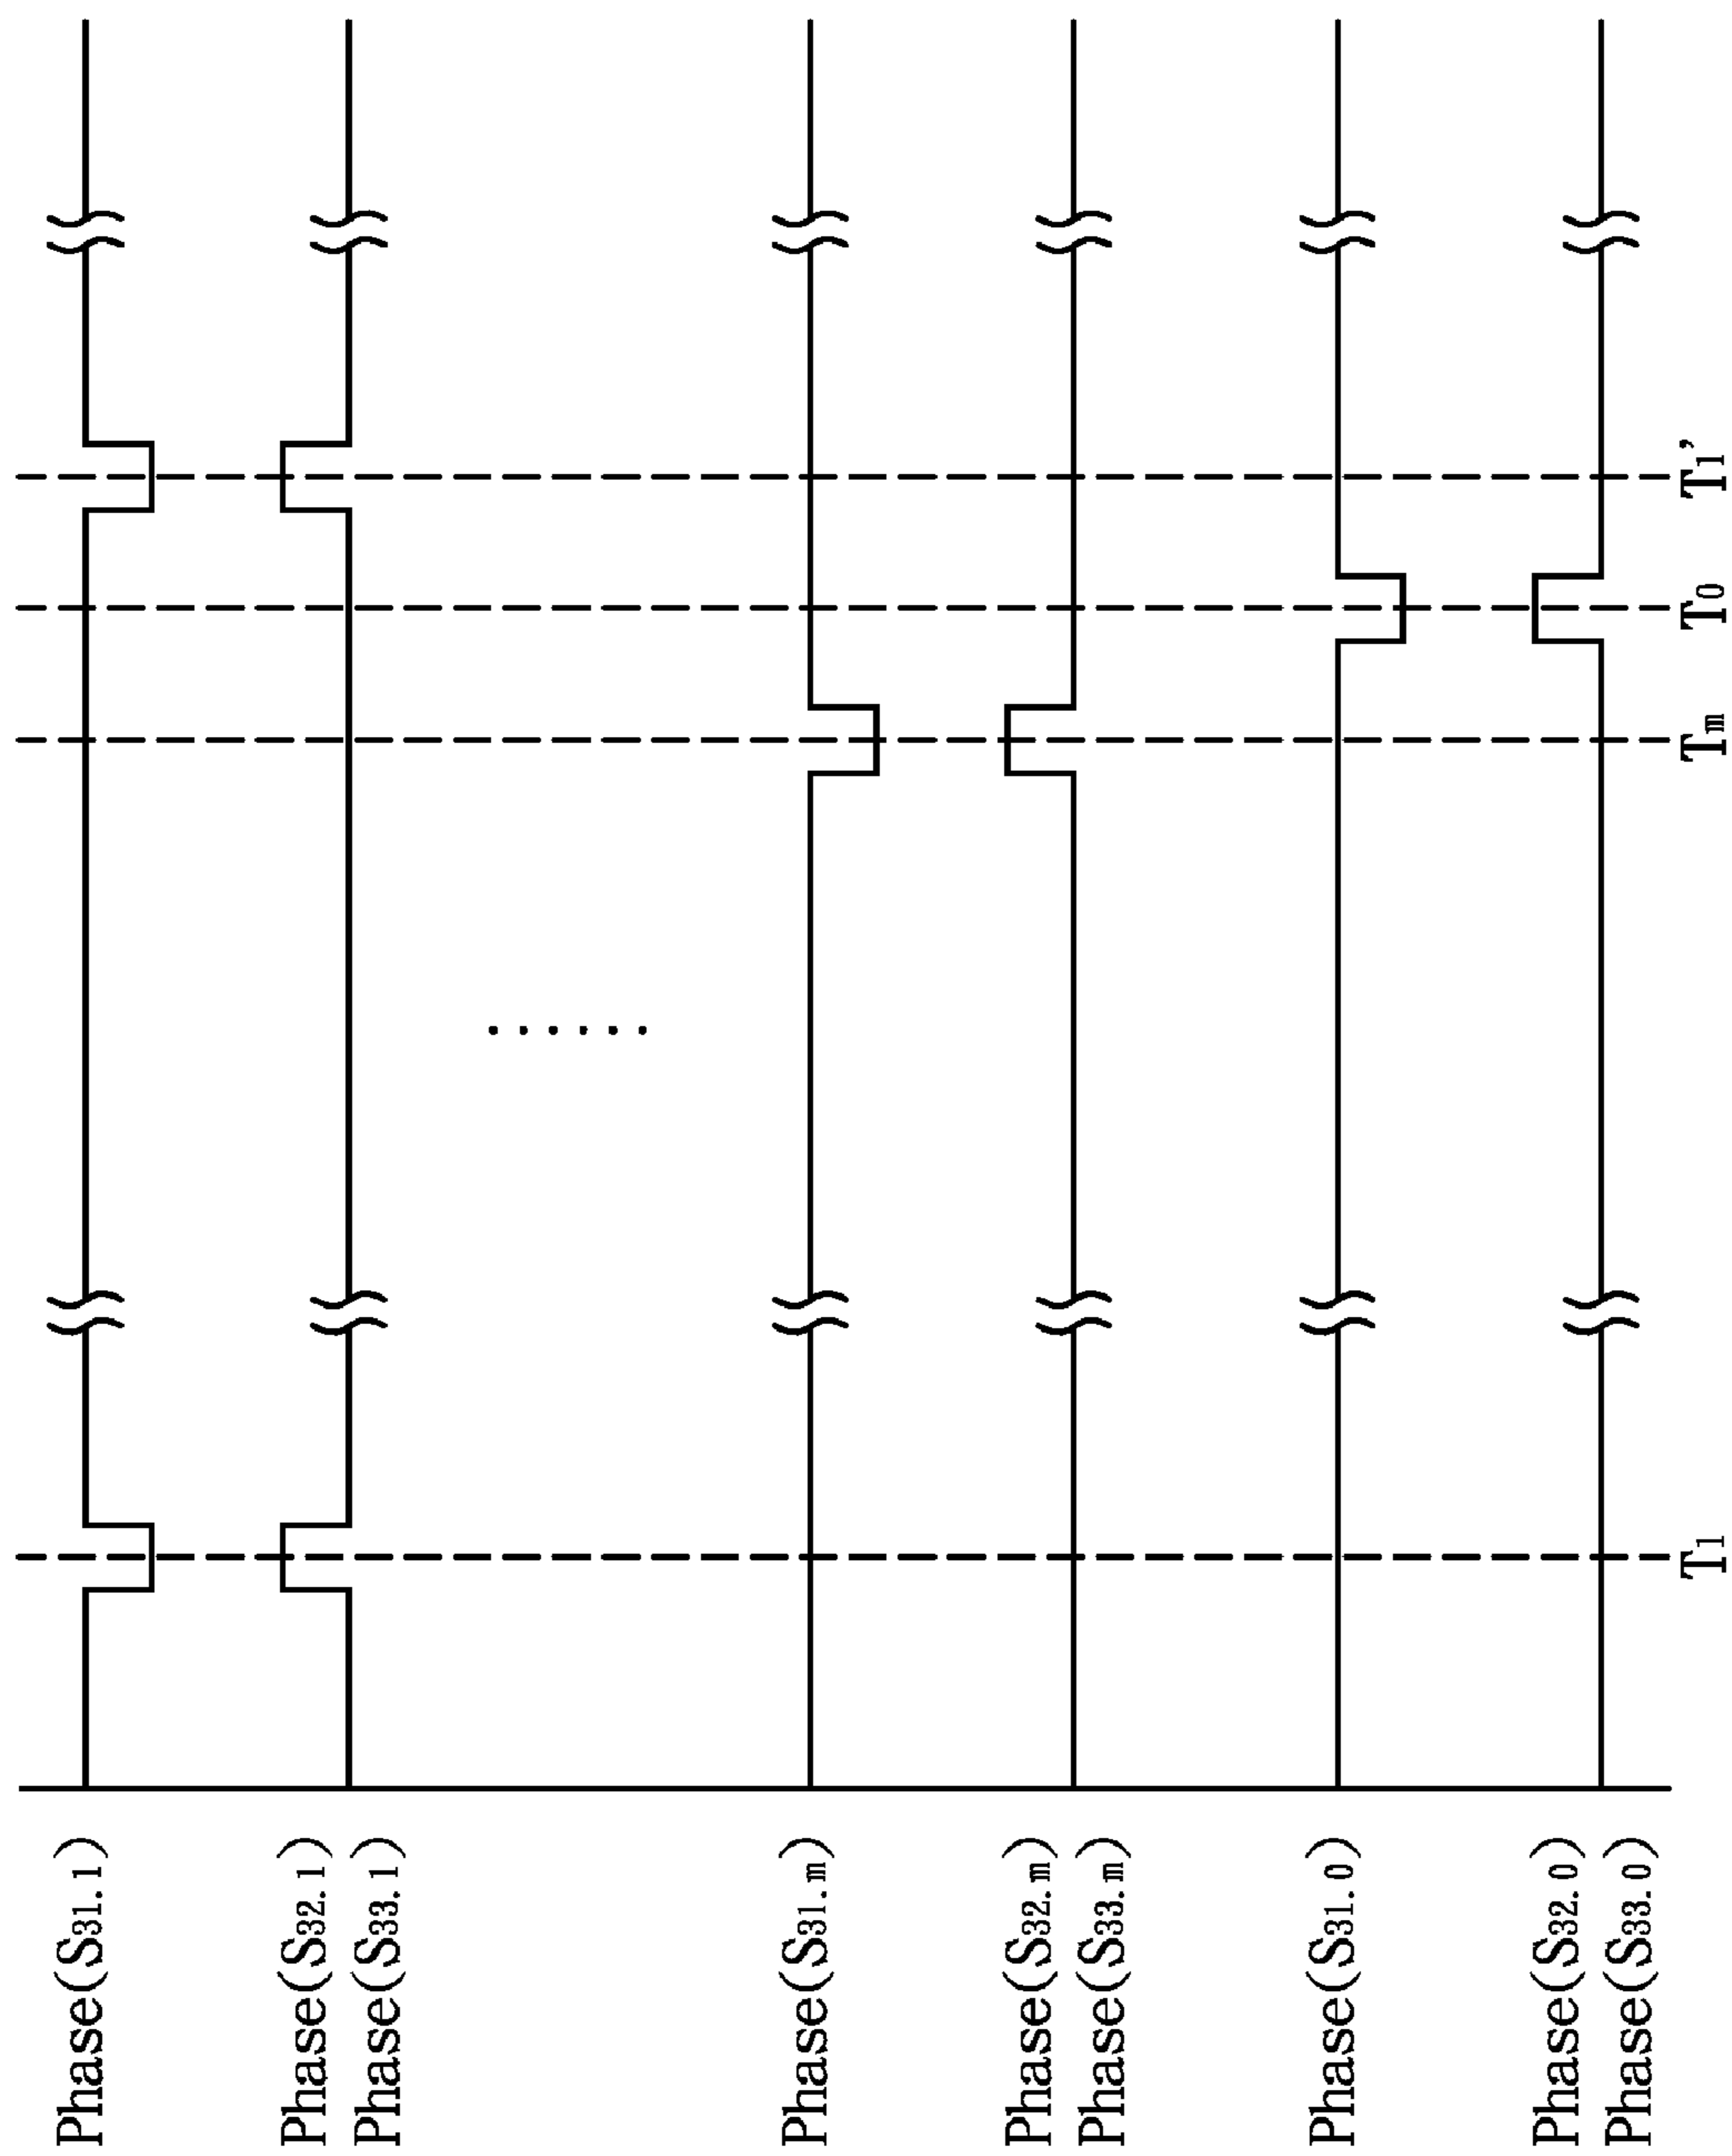 Phase(S31.1)
Phase(S32.1)
Phase(S33.1)
......
Phase(S31.m)
Phase(S32.m)
Phase(S33.m)
Phase(S31.0)
Phase(S32.0)
Phase(S33.0)
T1
Tm
T0
T1’